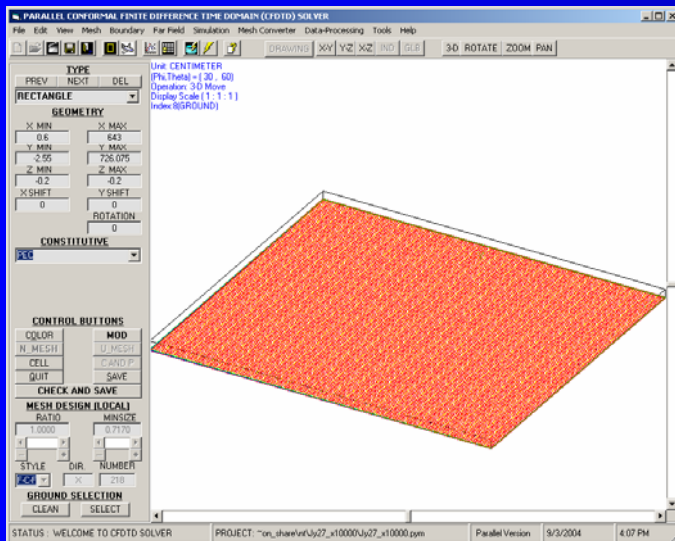 PARALLEL CONFORMAL FINITE DIFFERENCE TIME DOMAIN (CFDTD) SOLVER
File Edit View Mesh Boundary Far Field Simulation Mesh Converter Data-Processing Tools Help
DRAWING X-Y Y-Z X-Z IND GLB 3-D ROTATE ZOOM PAN
TYPE
PREV NEXT DEL
RECTANGLE
GEOMETRY
X MIN X MAX
0.6 643
Y MIN Y MAX
-2.55 726.075
Z MIN Z MAX
-0.2 -0.2
X SHIFT Y SHIFT
0 0
ROTATION
0
CONSTITUTIVE
PEC
CONTROL BUTTONS
COLOR MOD
N_MESH U_MESH
CELL C AND P
QUIT SAVE
CHECK AND SAVE
MESH DESIGN (LOCAL)
RATIO MINSIZE
1.0000 0.7170
STYLE DIR. NUMBER
X 218
GROUND SELECTION
CLEAN SELECT
Unit: CENTIMETER
(Phi,Theta) = ( 30 , 60)
Operation: 3-D Move
Display Scale ( 1 : 1 : 1 )
Index 8(GROUND)
STATUS : WELCOME TO CFDTD SOLVER PROJECT: Parallel Version 9/3/2004 4:07 PM